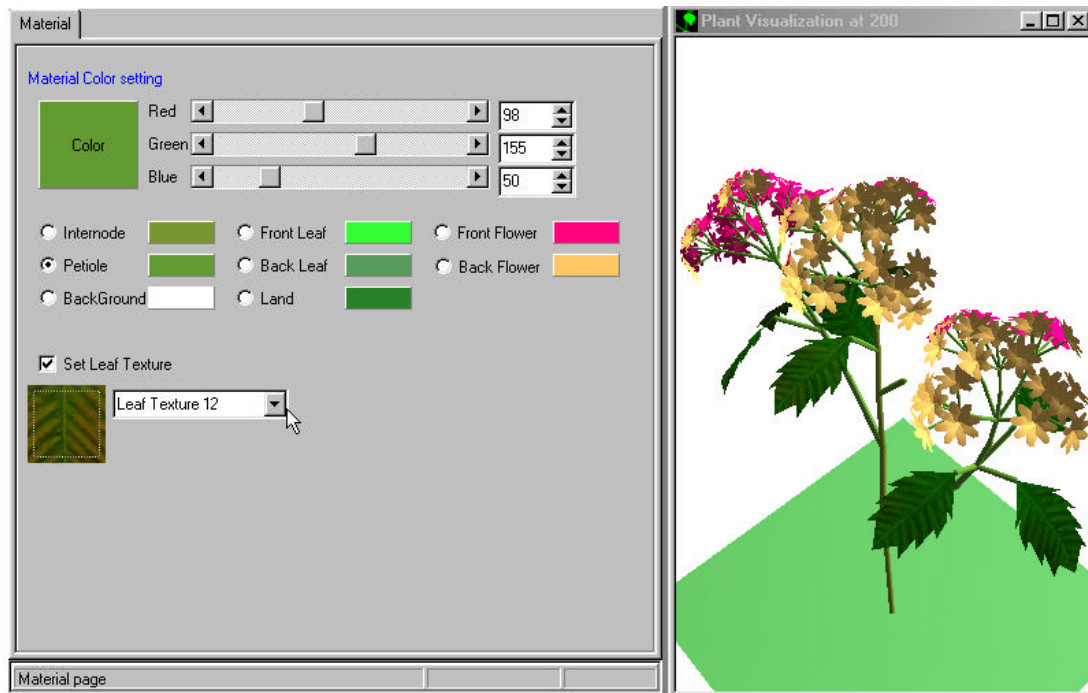 Material
Plant Visualization at 200
Material Color setting
Color
Red 98
Green 155
Blue 50
Internode Front Leaf Front Flower
Petiole Back Leaf Back Flower
BackGround Land
Set Leaf Texture
Leaf Texture 12
Material page